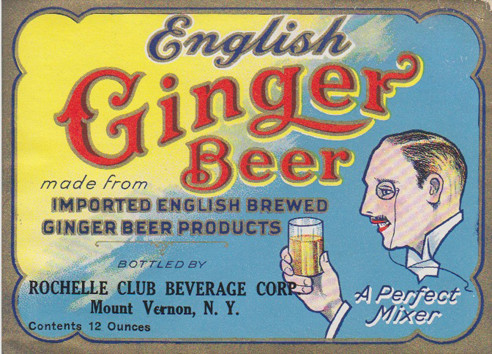 English
Ginger
Beer
made from
IMPORTED ENGLISH BREWED
GINGER BEER PRODUCTS
BOTTLED BY
ROCHELLE CLUB BEVERAGE CORP
Mount Vernon, N. Y.
Contents 12 Ounces
A Perfect
Mixer